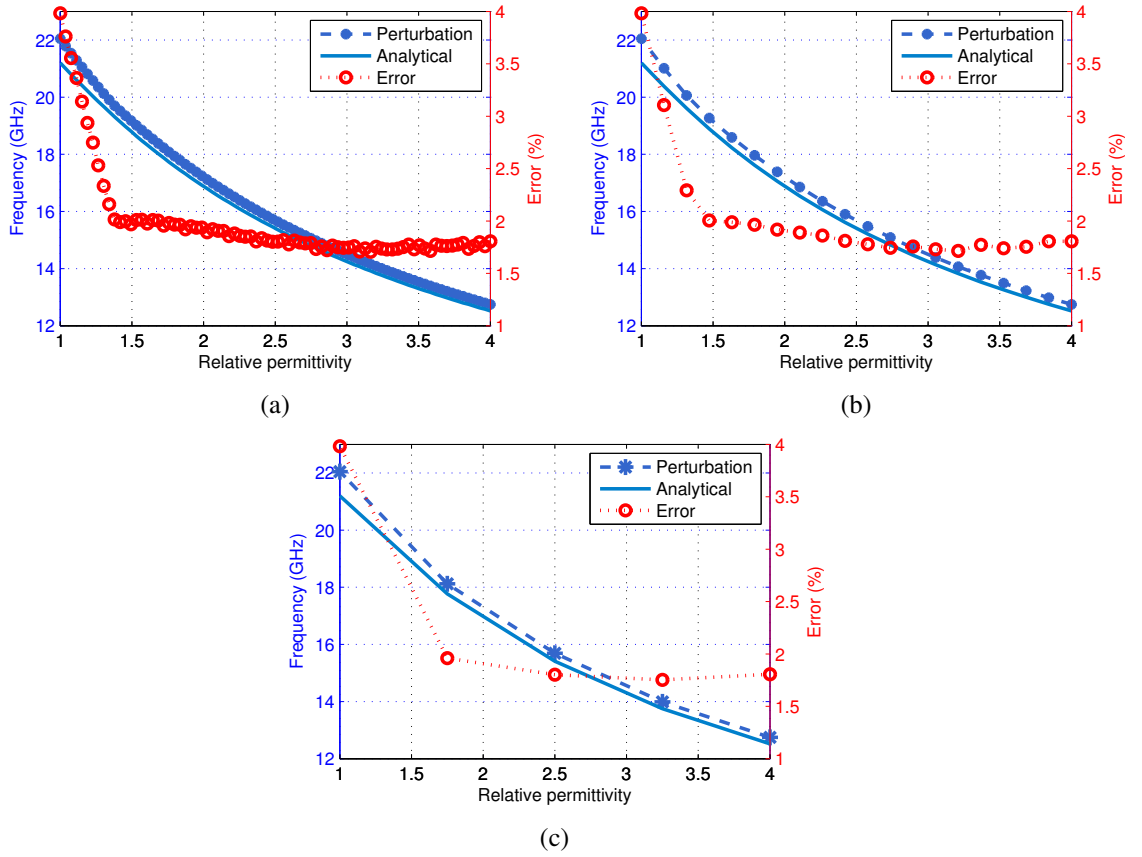 Perturbation
Analytical
Error
Frequency (GHz)
22
20
18
16
14
12
1
1.5
2
2.5
3
3.5
4
Relative permittivity
4
3.5
3
2.5
2
1.5
1
Error (%)
(a)
Perturbation
Analytical
Error
Frequency (GHz)
22
20
18
16
14
12
1
1.5
2
2.5
3
3.5
4
Relative permittivity
4
3.5
3
2.5
2
1.5
1
Error (%)
(b)
Perturbation
Analytical
Error
Frequency (GHz)
22
20
18
16
14
12
1
1.5
2
2.5
3
3.5
4
Relative permittivity
4
3.5
3
2.5
2
1.5
1
Error (%)
(c)